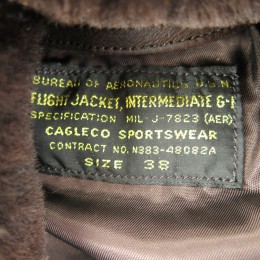 BUREAU OF AERONAUTICS U.S.N.
FLIGHT JACKET, INTERMEDIATE G-1
SPECIFICATION MIL-J-7823 (AER)
CAGLECO SPORTSWEAR
CONTRACT NO. N383-48082A
SIZE 38